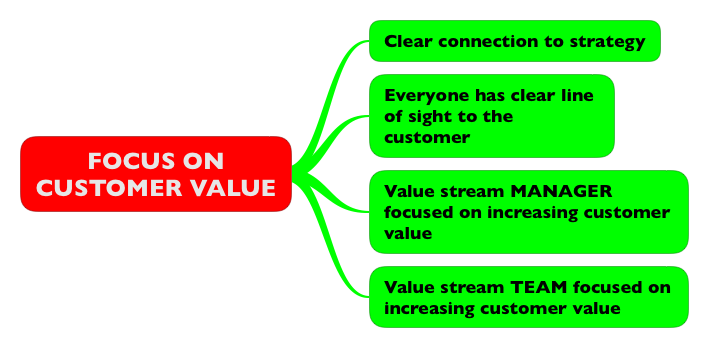 FOCUS ON
CUSTOMER VALUE
Clear connection to strategy
Everyone has clear line
of sight to the
customer
Value stream MANAGER
focused on increasing customer
value
Value stream TEAM focused on
increasing customer value